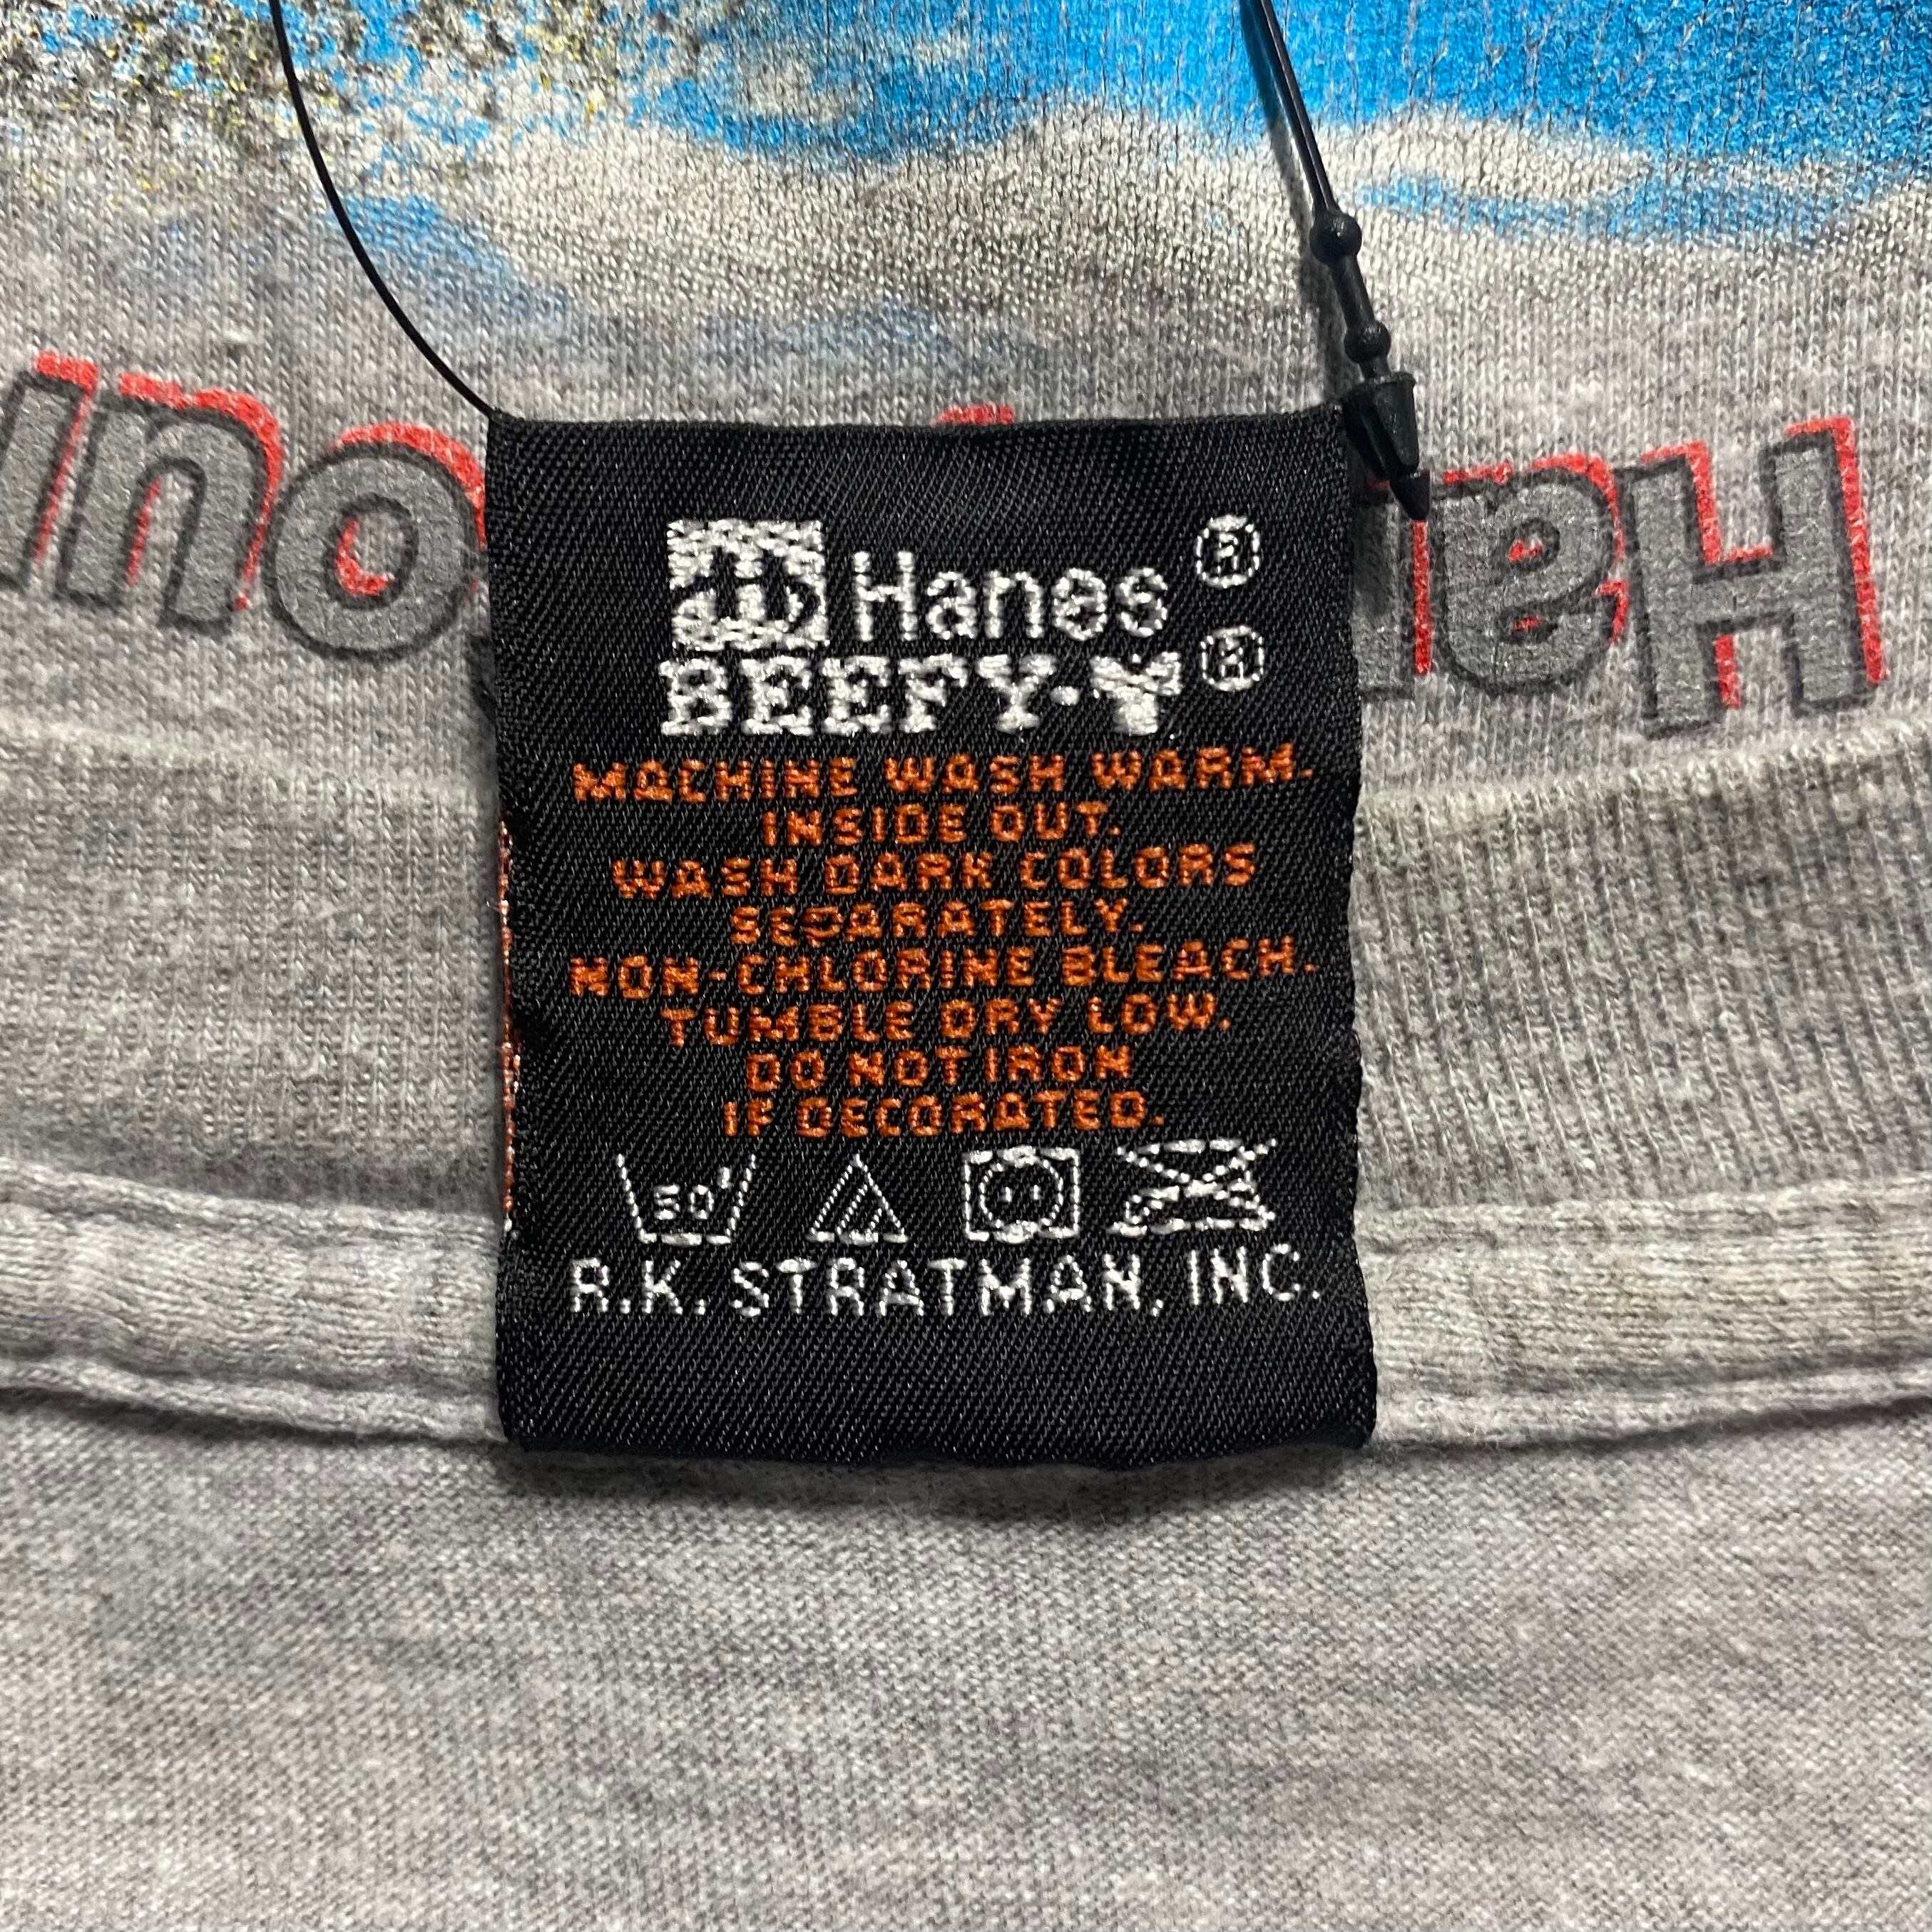 Hanes ®
BEEFY-T ®
MACHINE WASH WARM.
INSIDE OUT.
WASH DARK COLORS
SEPARATELY.
NON-CHLORINE BLEACH.
TUMBLE DRY LOW.
DO NOT IRON
IF DECORATED.
50°
R.K. STRATMAN, INC.